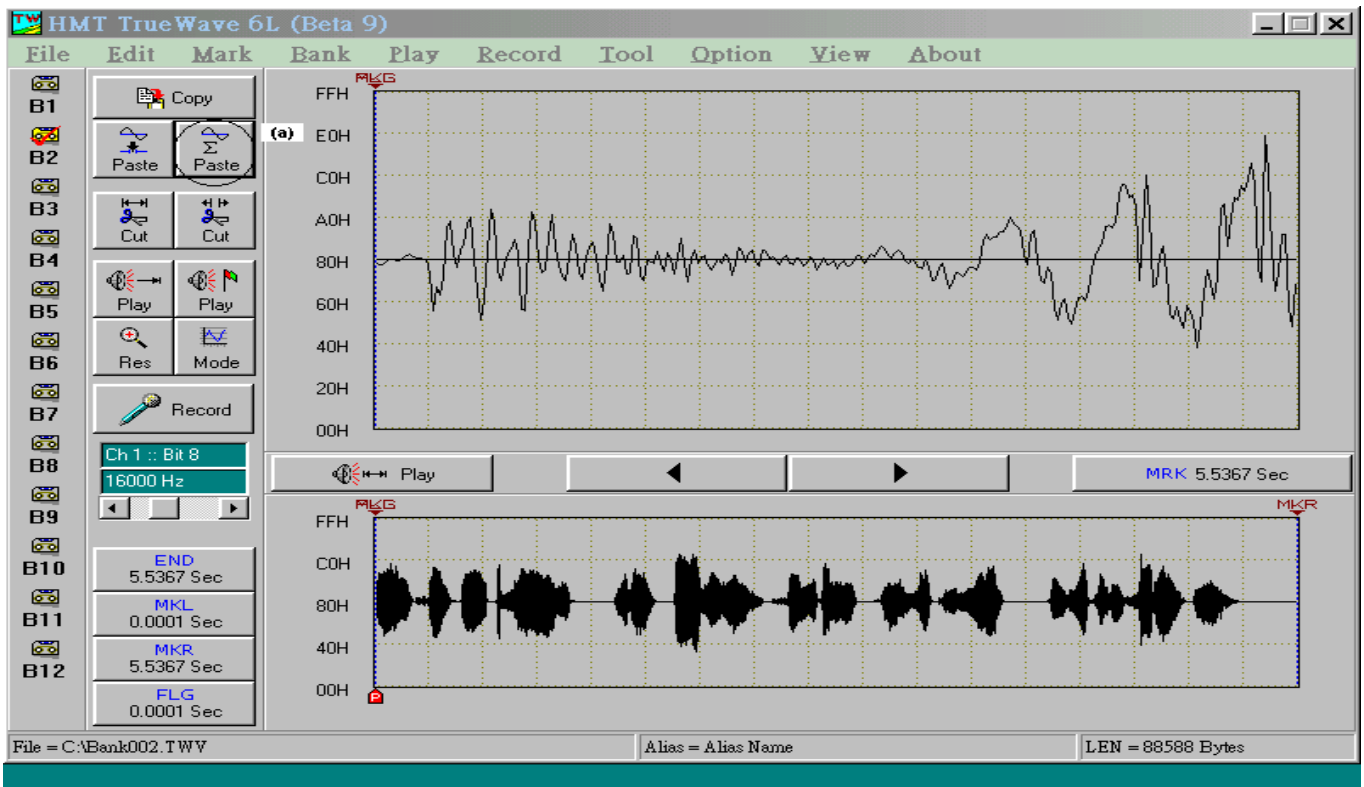 TW HMT TrueWave 6L (Beta 9)
File Edit Mark Bank Play Record Tool Option View About
B1
B2
B3
B4
B5
B6
B7
B8
B9
B10
B11
B12
Copy
Paste Σ Paste (a)
Cut Cut
Play Play
Res Mode
Record
Ch 1 :: Bit 8
16000 Hz
END
5.5367 Sec
MKL
0.0001 Sec
MKR
5.5367 Sec
FLG
0.0001 Sec
FFH
E0H
C0H
A0H
80H
60H
40H
20H
00H
Play MRK 5.5367 Sec
MKR
FFH
C0H
80H
40H
00H
P
File = C:\Bank002.TWV Alias = Alias Name LEN = 88588 Bytes